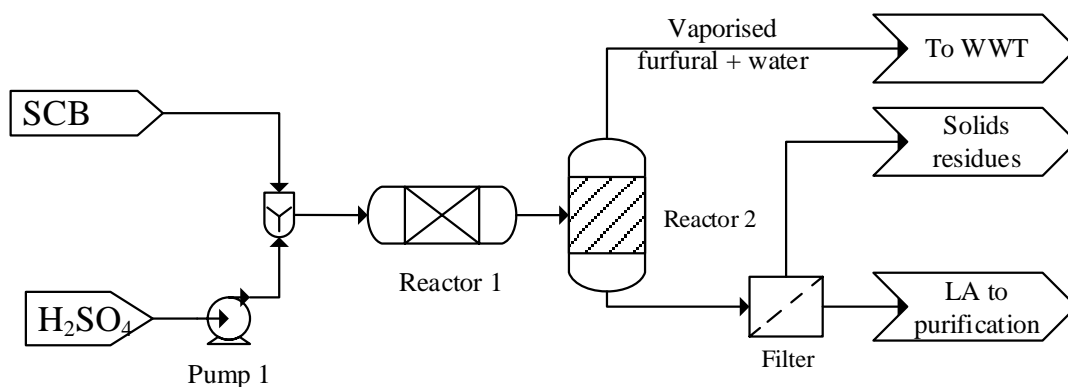 Vaporised
furfural + water
To WWT
SCB
Solids
residues
Reactor 2
Reactor 1
H₂SO₄
LA to
purification
Pump 1
Filter